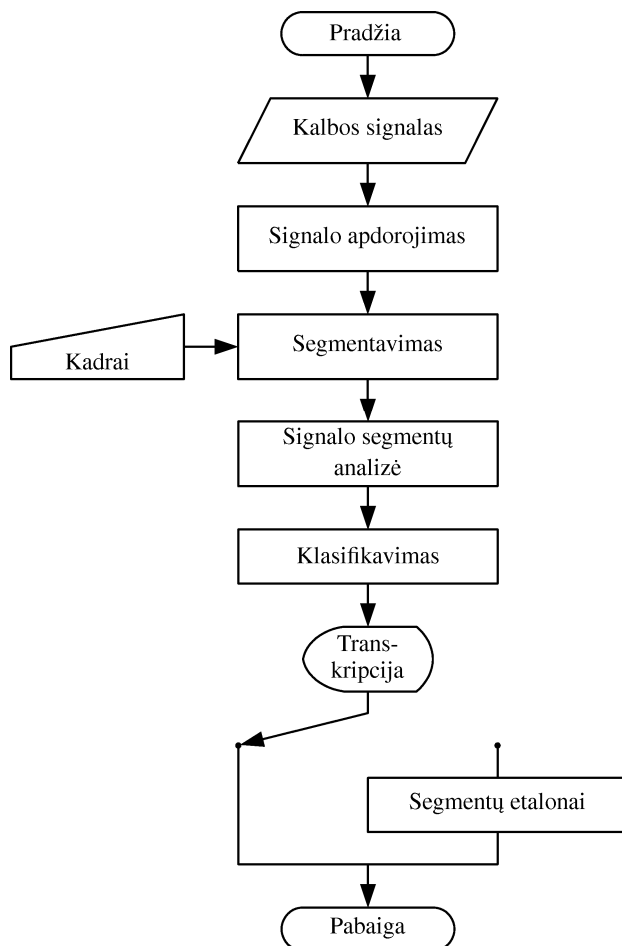 Pradžia
Kalbos signalas
Signalo apdorojimas
Kadrai
Segmentavimas
Signalo segmentų
analizė
Klasifikavimas
Trans-
kripcija
Segmentų etalonai
Pabaiga